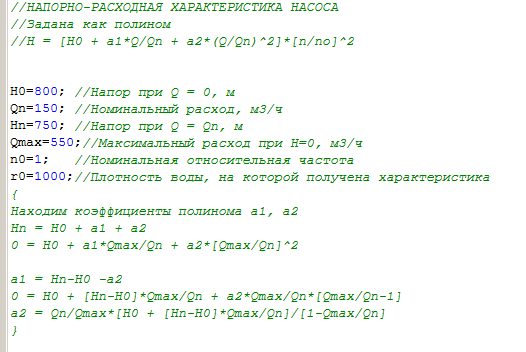 //НАПОРНО-РАСХОДНАЯ ХАРАКТЕРИСТИКА НАСОСА
//Задана как полином
//H = [H0 + a1*Q/Qn + a2*(Q/Qn)^2]*[n/no]^2
H0=800; //Напор при Q = 0, м
Qn=150; //Номинальный расход, м3/ч
Hn=750; //Напор при Q = Qn, м
Qmax=550;//Максимальный расход при H=0, м3/ч
n0=1; //Номинальная относительная частота
r0=1000;//Плотность воды, на которой получена характеристика
{
Находим коэффициенты полинома a1, a2
Hn = H0 + a1 + a2
0 = H0 + a1*Qmax/Qn + a2*[Qmax/Qn]^2
a1 = Hn-H0 -a2
0 = H0 + [Hn-H0]*Qmax/Qn + a2*Qmax/Qn*[Qmax/Qn-1]
a2 = Qn/Qmax*[H0 + [Hn-H0]*Qmax/Qn]/[1-Qmax/Qn]
}